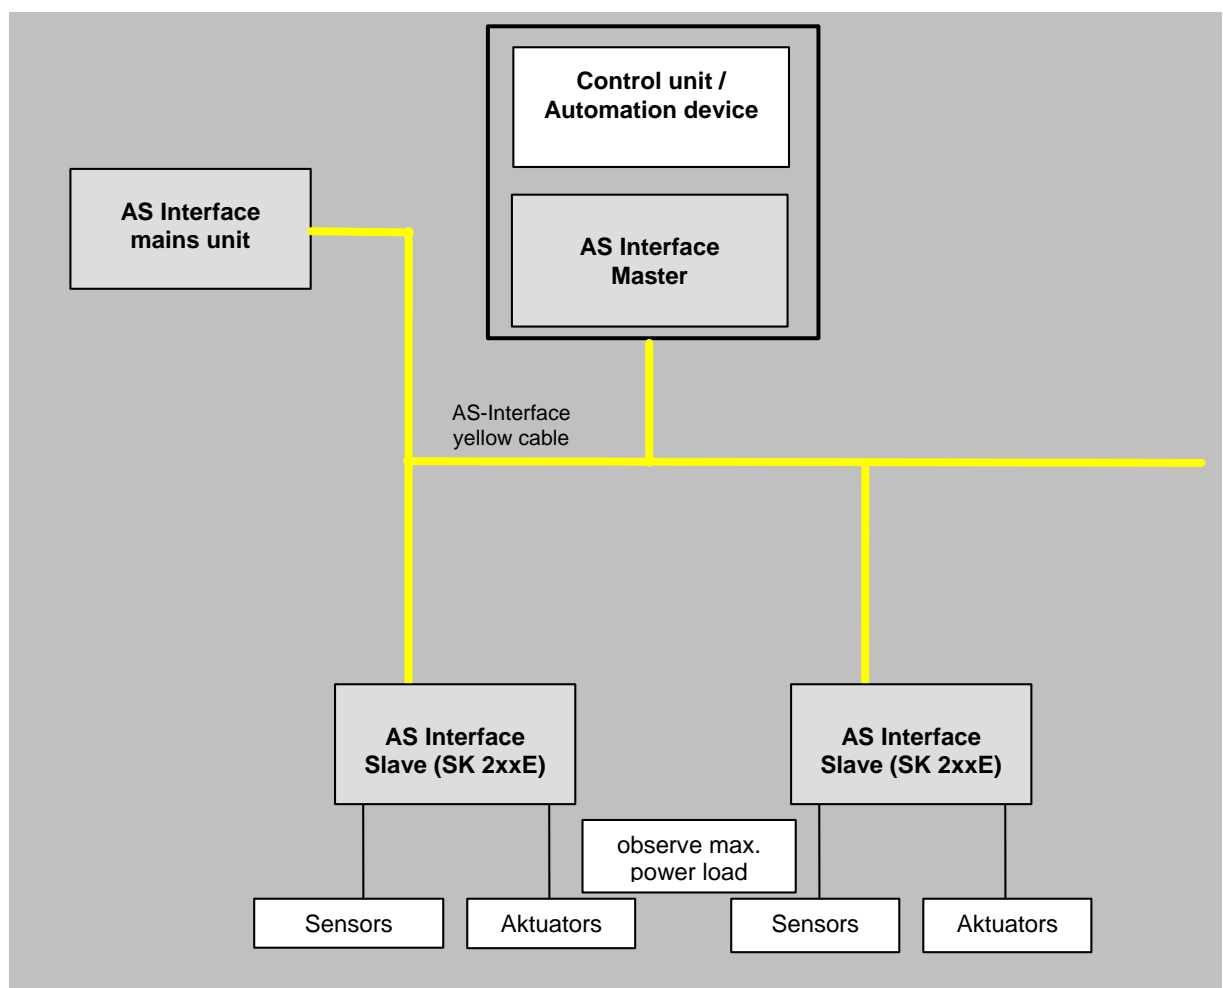 Control unit /
Automation device
AS Interface
mains unit
AS Interface
Master
AS-Interface
yellow cable
AS Interface
Slave (SK 2xxE)
AS Interface
Slave (SK 2xxE)
observe max.
power load
Sensors
Aktuators
Sensors
Aktuators